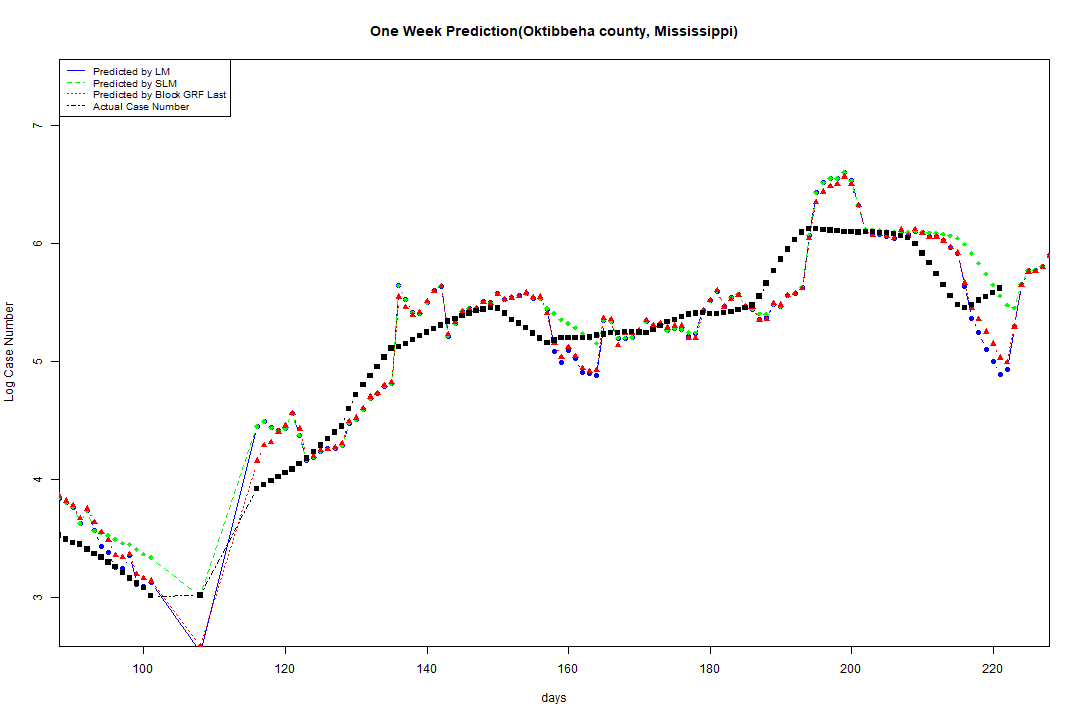 One Week Prediction(Oktibbeha county, Mississippi)
Predicted by LM
Predicted by SLM
Predicted by Block GRF Last
Actual Case Number
7
6
5
4
3
Log Case Number
100 120 140 160 180 200 220
days